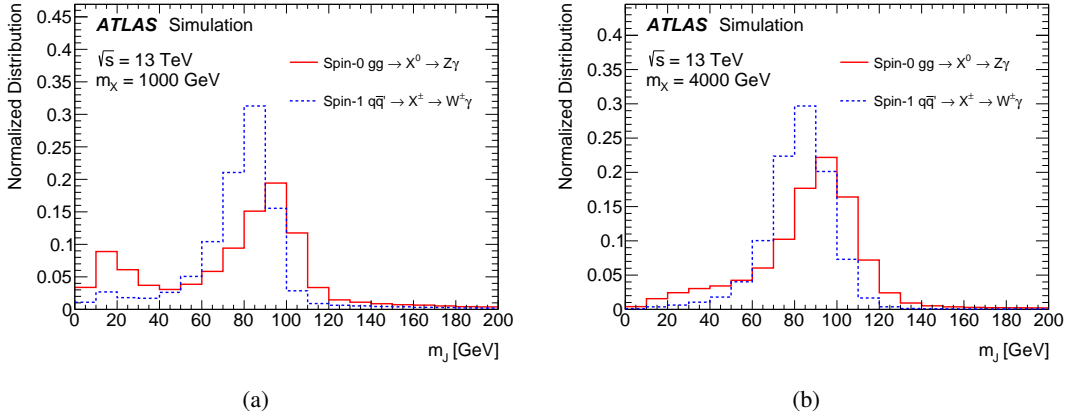 Normalized Distribution
0.45
0.4
0.35
0.3
0.25
0.2
0.15
0.1
0.05
0
ATLAS Simulation
√s = 13 TeV
m_X = 1000 GeV
Spin-0 gg → X⁰ → Zγ
Spin-1 qq̄' → X± → W±γ
0 20 40 60 80 100 120 140 160 180 200
m_J [GeV]
(a)
Normalized Distribution
0.4
0.35
0.3
0.25
0.2
0.15
0.1
0.05
0
ATLAS Simulation
√s = 13 TeV
m_X = 4000 GeV
Spin-0 gg → X⁰ → Zγ
Spin-1 qq̄' → X± → W±γ
0 20 40 60 80 100 120 140 160 180 200
m_J [GeV]
(b)